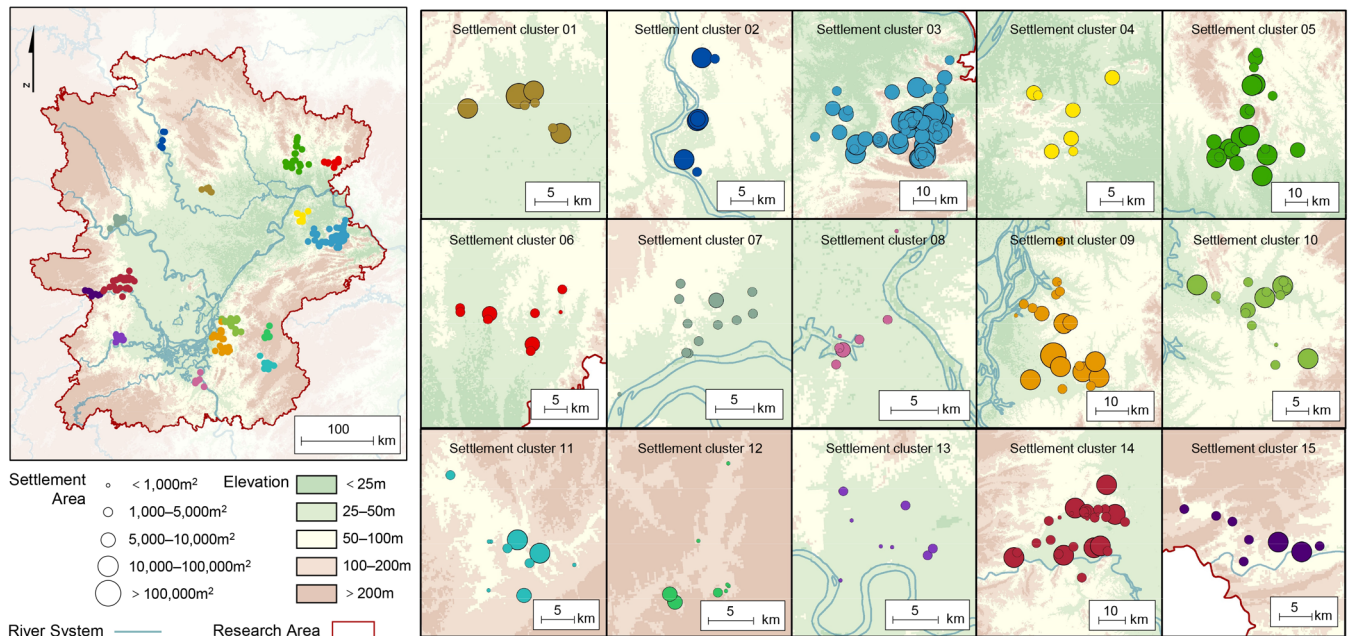 Settlement cluster 01
Settlement cluster 02
Settlement cluster 03
Settlement cluster 04
Settlement cluster 05
5
km
5
km
10
km
5
km
10
km
Settlement cluster 06
Settlement cluster 07
Settlement cluster 08
Settlement cluster 09
Settlement cluster 10
5
km
5
km
5
km
10
km
5
km
Settlement cluster 11
Settlement cluster 12
Settlement cluster 13
Settlement cluster 14
Settlement cluster 15
5
km
5
km
5
km
10
km
5
km
N
100
km
Settlement
Area
< 1,000m²
1,000–5,000m²
5,000–10,000m²
10,000–100,000m²
> 100,000m²
Elevation
< 25m
25–50m
50–100m
100–200m
> 200m
River System
Research Area